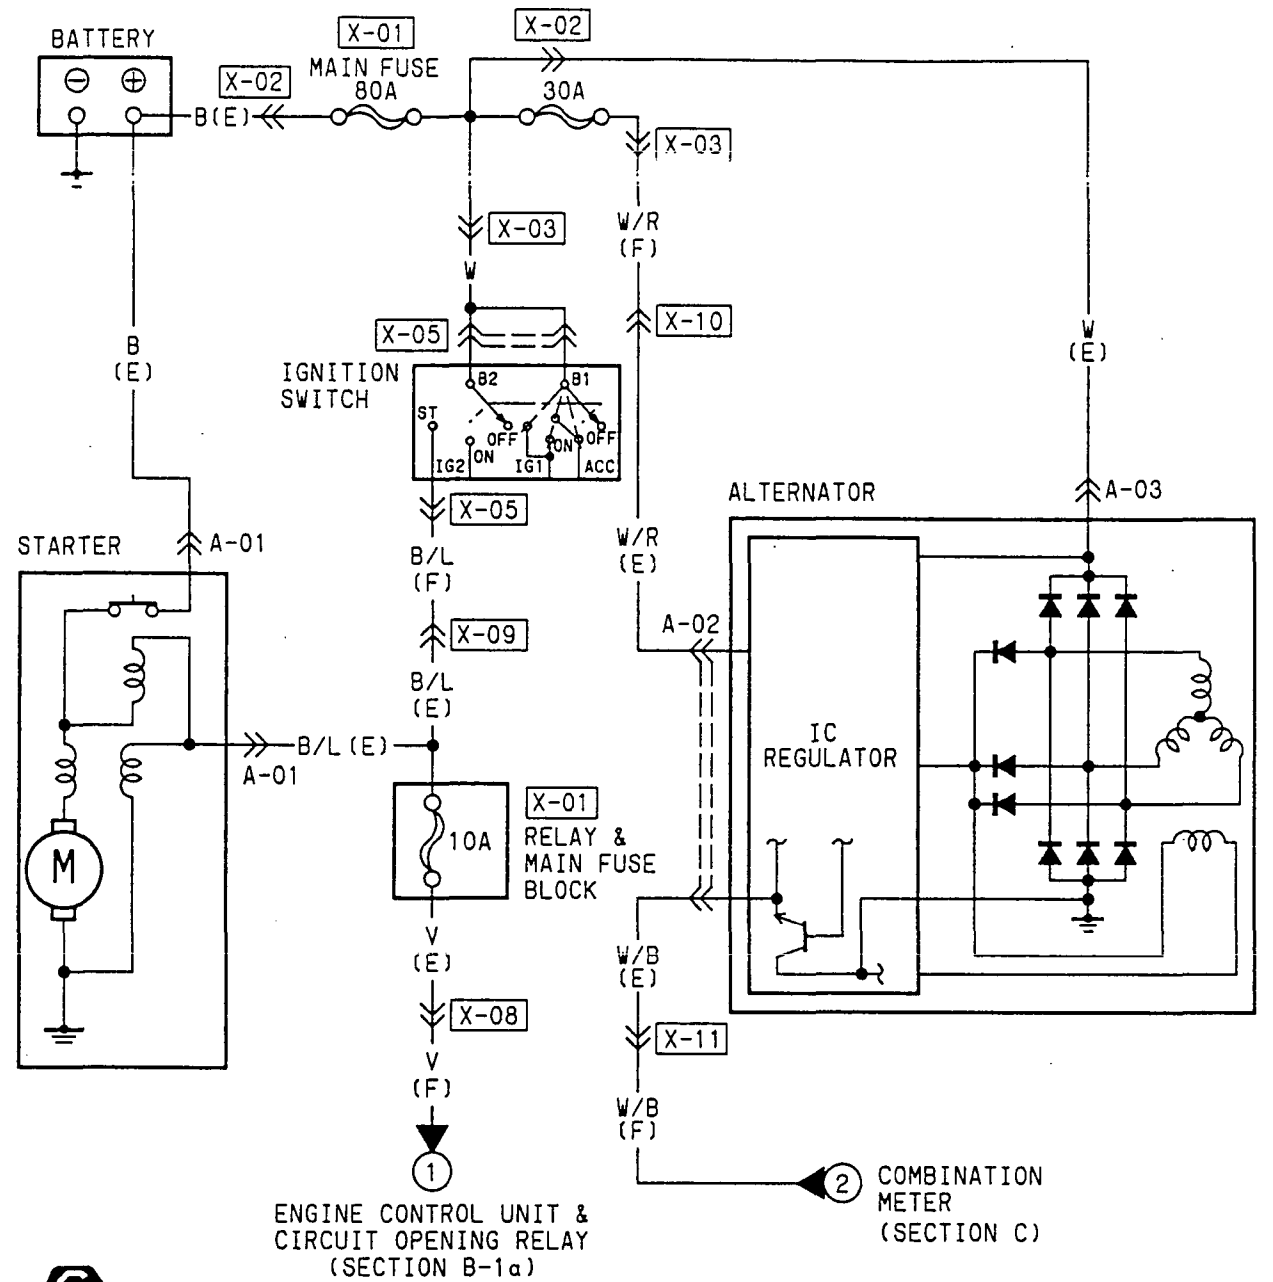 X-02
X-01
BATTERY
MAIN FUSE
X-02
80A
30A
B(E)
X-03
X-03
W/R
(F)
W
X-05
X-10
W
(E)
B
(E)
IGNITION
SWITCH
B2
B1
ST
OFF
ON
OFF
IG2
ON
IG1
ACC
X-05
ALTERNATOR
A-03
STARTER
A-01
B/L
(F)
W/R
(E)
X-09
A-02
B/L
(E)
IC
REGULATOR
B/L(E)
A-01
X-01
10A
RELAY &
MAIN FUSE
BLOCK
M
V
(E)
W/B
(E)
X-08
X-11
V
(F)
W/B
(F)
1
2
COMBINATION
METER
(SECTION C)
ENGINE CONTROL UNIT &
CIRCUIT OPENING RELAY
(SECTION B-1a)